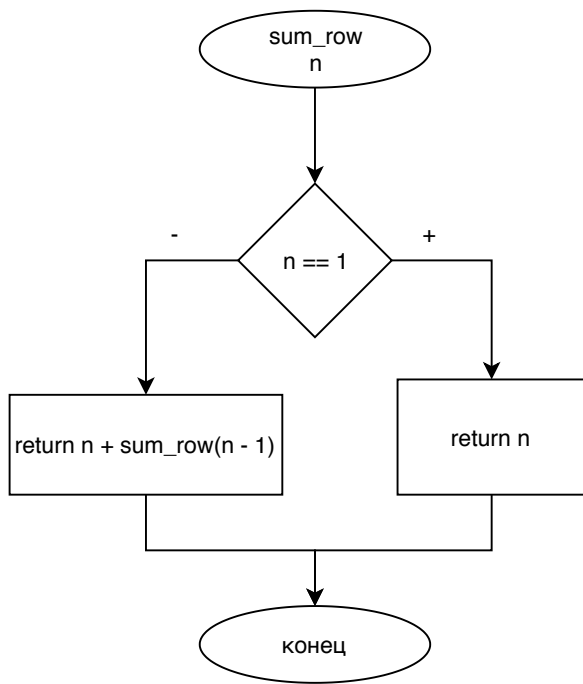 sum_row
n
-
+
n == 1
return n + sum_row(n - 1)
return n
конец